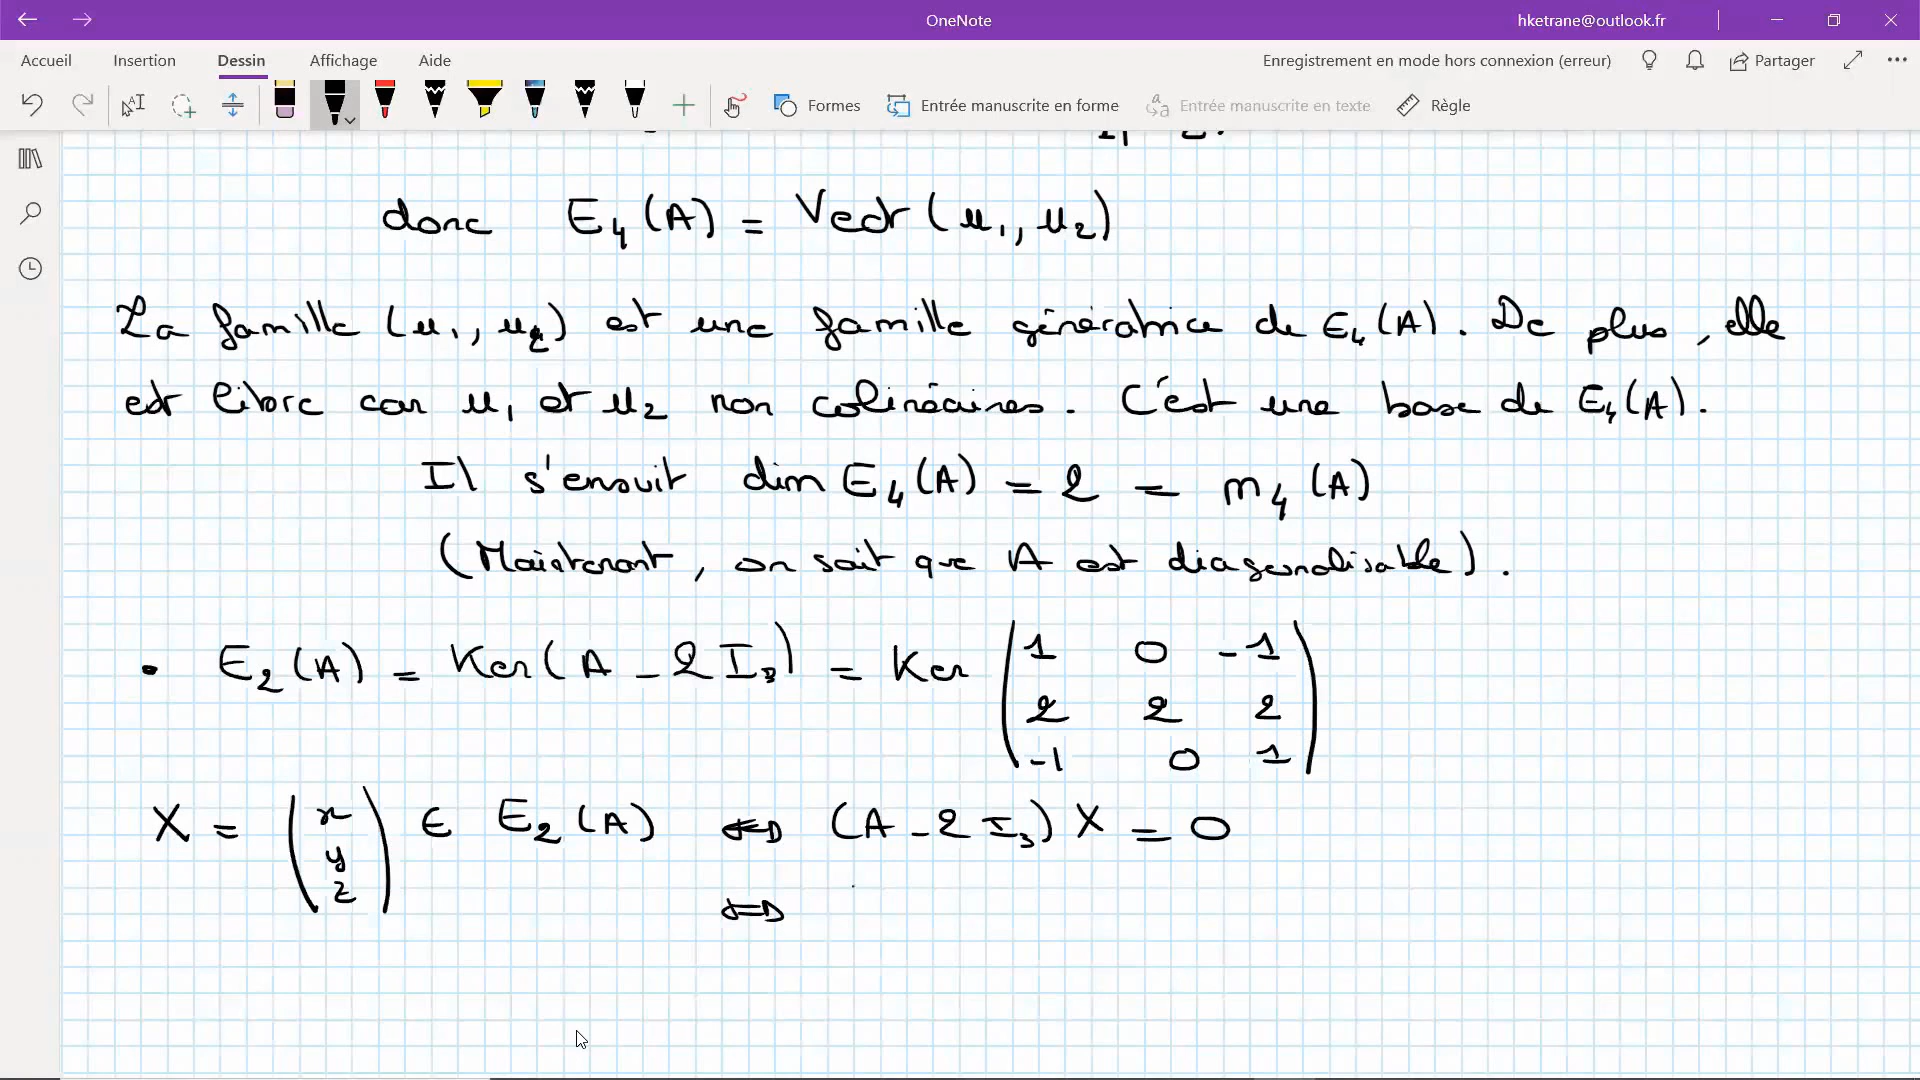 OneNote
hketrane@outlook.fr
Accueil Insertion Dessin Affichage Aide
Enregistrement en mode hors connexion (erreur) Partager
Formes Entrée manuscrite en forme Entrée manuscrite en texte Règle
donc E₄(A) = Vect(u₁, u₂)
La famille (u₁, u₂) est une famille génératrice de E₄(A). De plus, elle
est libre car u₁ et u₂ non colinéaires. C'est une base de E₄(A).
Il s'ensuit dim E₄(A) = 2 = m₄(A)
(Maintenant, on sait que A est diagonalisable).
• E₂(A) = Ker(A - 2I₃) = Ker
1 0 -1
2 2 2
-1 0 1
X = (x y z) ∈ E₂(A) ⟺ (A - 2I₃)X = 0
⟺